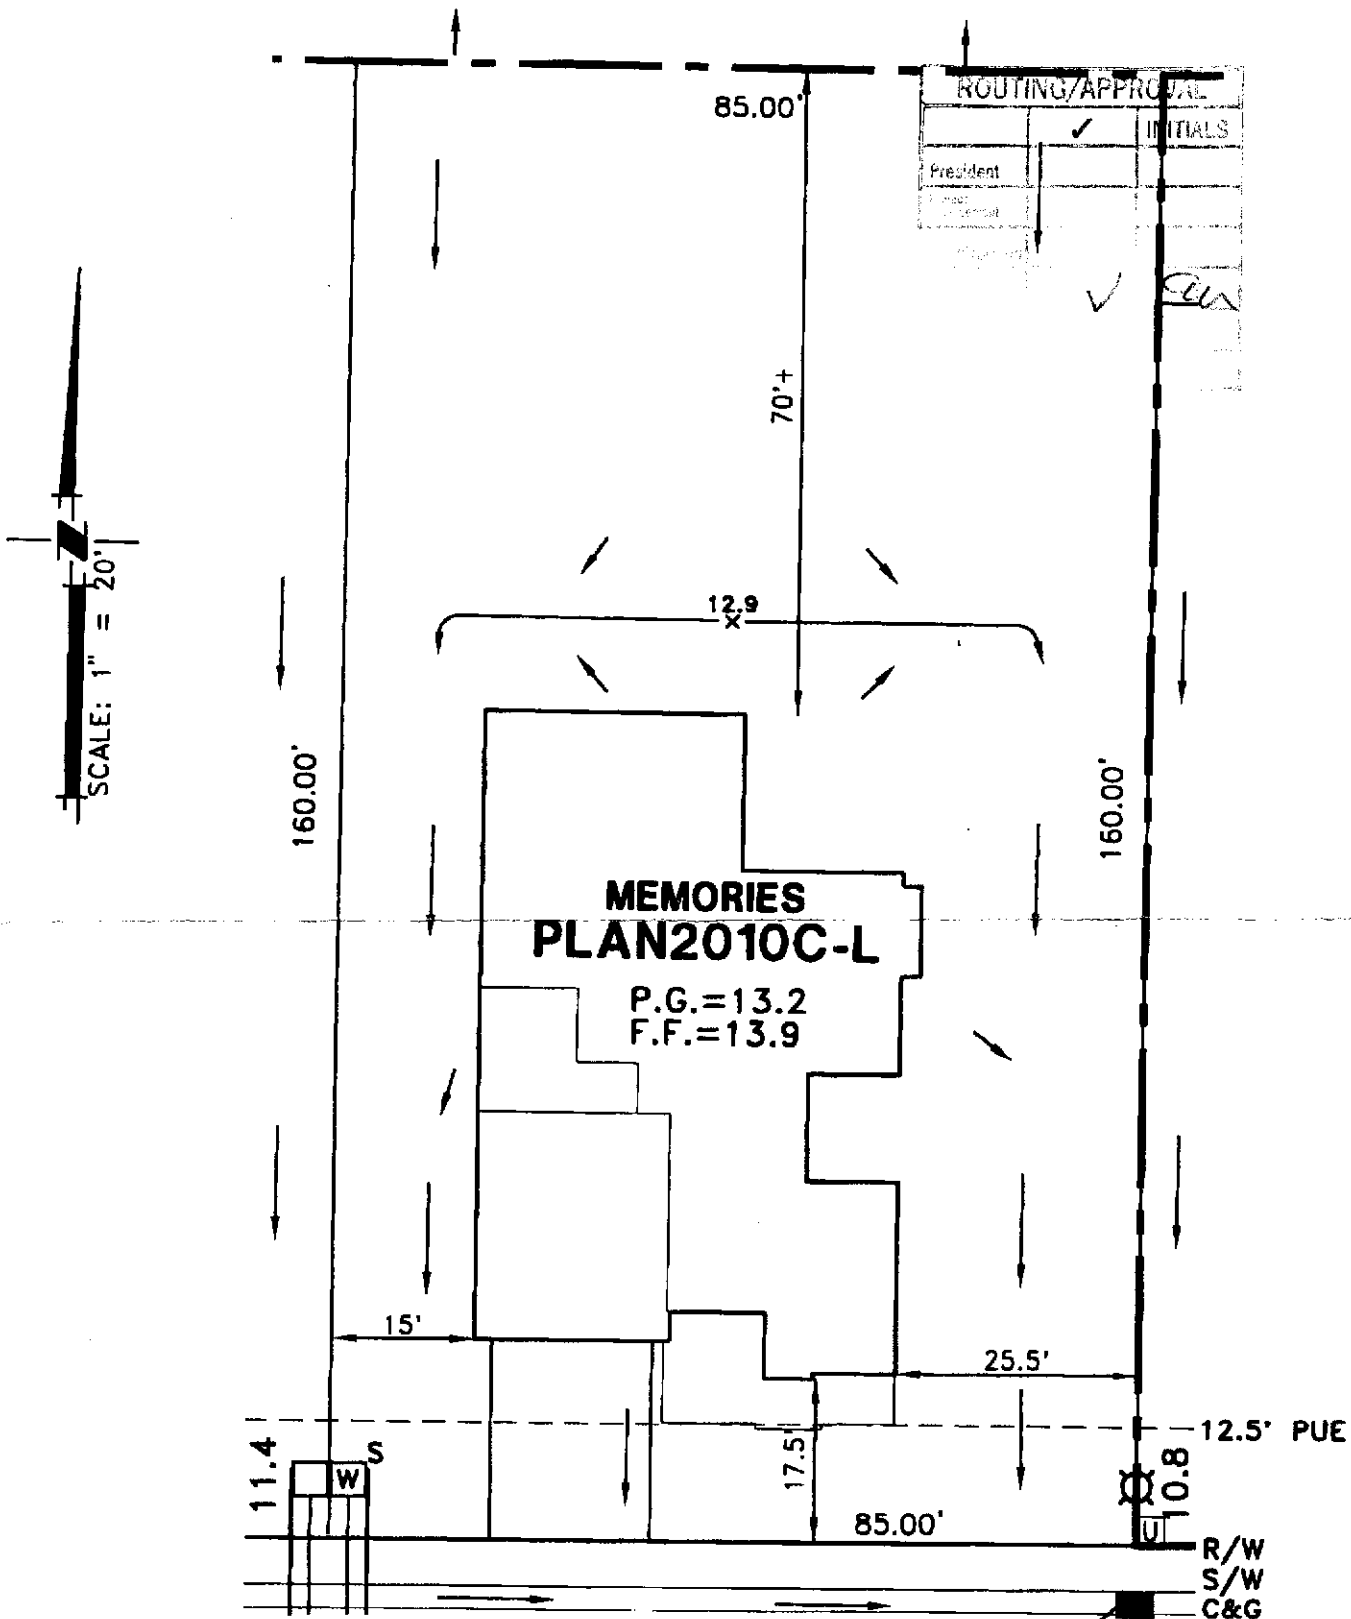 85.00'
ROUTING/APPROVAL
✓ INITIALS
President
70'+
SCALE: 1" = 20'
12.9
160.00'
160.00'
MEMORIES
PLAN2010C-L
P.G.=13.2
F.F.=13.9
15'
25.5'
12.5' PUE
11.4
S
W
17.5'
10.8
85.00'
U
R/W
S/W
C&G